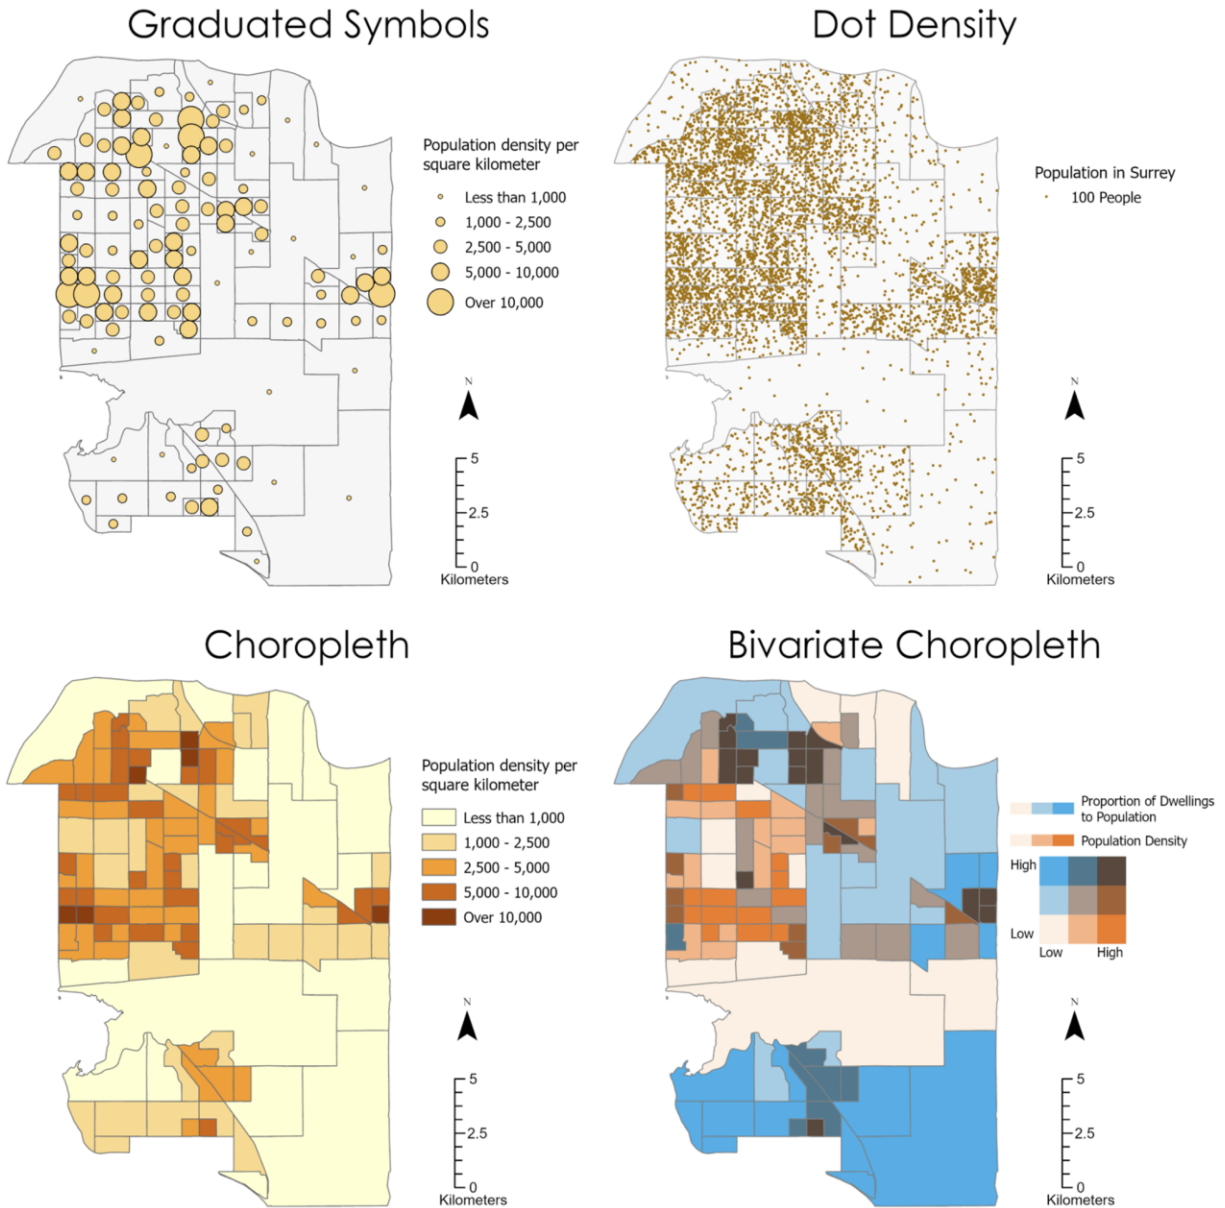 Graduated Symbols
Population density per
square kilometer
Less than 1,000
1,000 - 2,500
2,500 - 5,000
5,000 - 10,000
Over 10,000
N
5
2.5
0
Kilometers
Dot Density
Population in Surrey
100 People
N
5
2.5
0
Kilometers
Choropleth
Population density per
square kilometer
Less than 1,000
1,000 - 2,500
2,500 - 5,000
5,000 - 10,000
Over 10,000
N
5
2.5
0
Kilometers
Bivariate Choropleth
Proportion of Dwellings
to Population
Population Density
High
Low
Low High
N
5
2.5
0
Kilometers